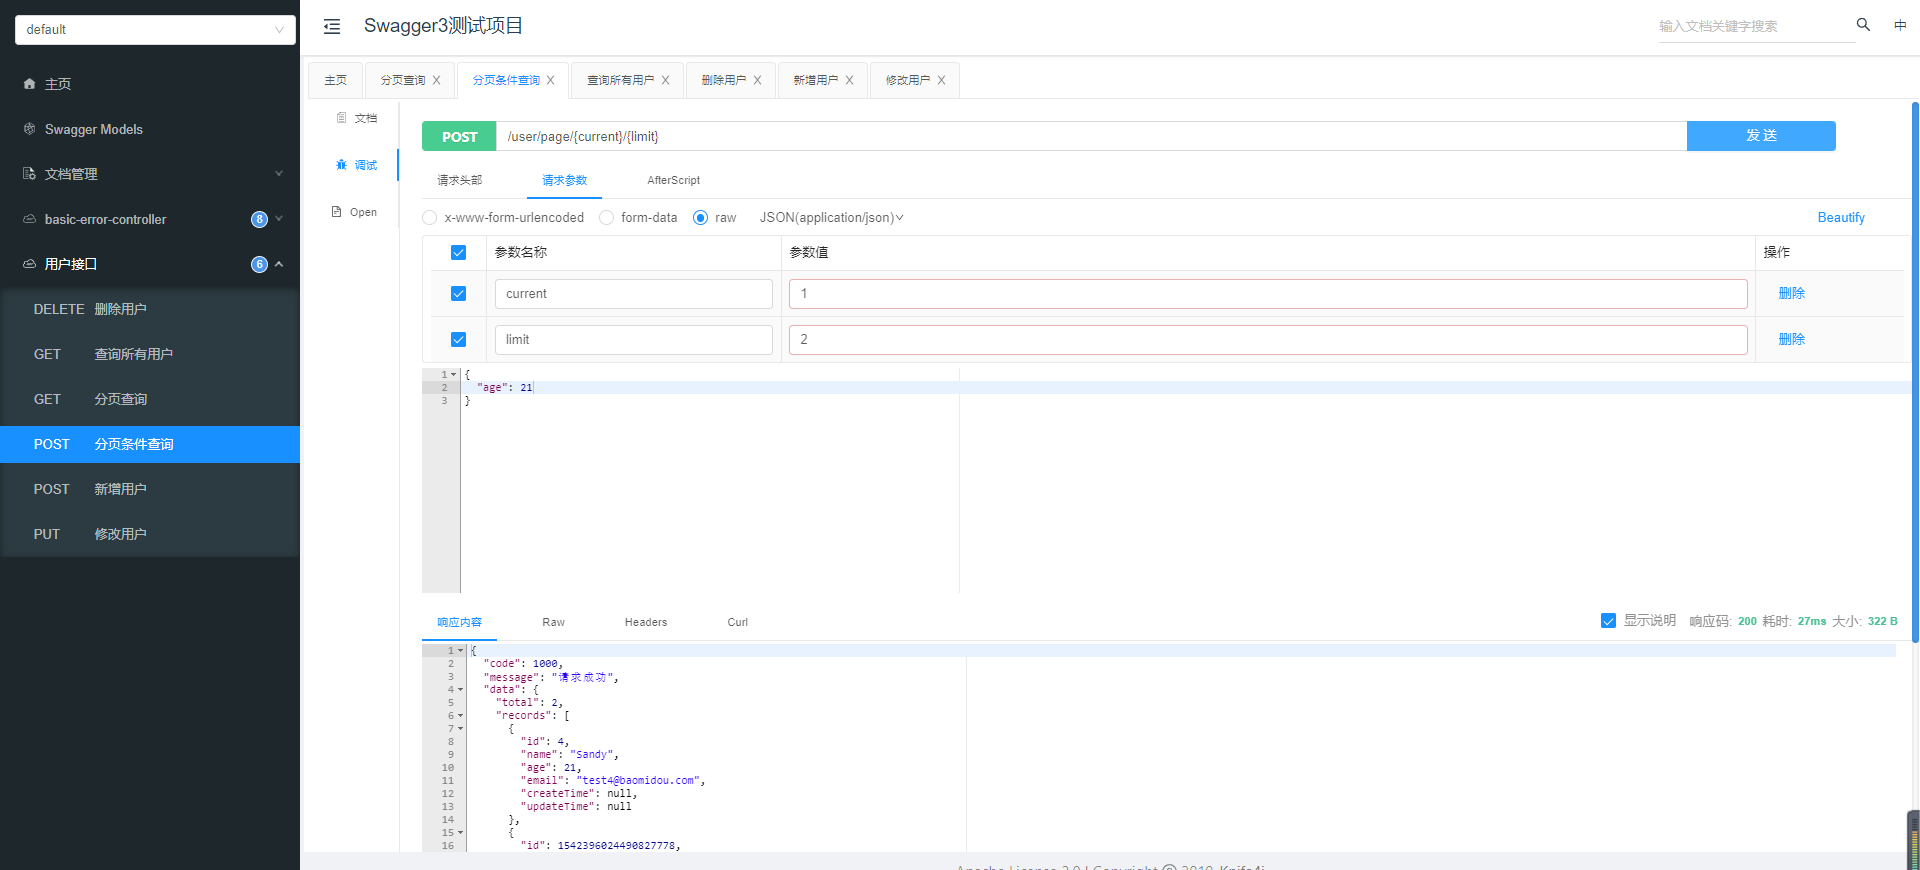 default
主页
Swagger Models
文档管理
basic-error-controller 8
用户接口 6
DELETE 删除用户
GET 查询所有用户
GET 分页查询
POST 分页条件查询
POST 新增用户
PUT 修改用户
Swagger3测试项目
输入文档关键字搜索
中
主页 分页查询 X 分页条件查询 X 查询所有用户 X 删除用户 X 新增用户 X 修改用户 X
文档
调试
Open
POST /user/page/{current}/{limit} 发 送
请求头部 请求参数 AfterScript
x-www-form-urlencoded form-data raw JSON(application/json) Beautify
参数名称 参数值 操作
current 1 删除
limit 2 删除
1 {
2 "age": 21
3 }
响应内容 Raw Headers Curl 显示说明 响应码: 200 耗时: 27ms 大小: 322 B
1 {
2 "code": 1000,
3 "message": "请求成功",
4 "data": {
5 "total": 2,
6 "records": [
7 {
8 "id": 4,
9 "name": "Sandy",
10 "age": 21,
11 "email": "test4@baomidou.com",
12 "createTime": null,
13 "updateTime": null
14 },
15 {
16 "id": 1542396024490827778,
Apache License 2.0 | Copyright © 2019-Knife4j